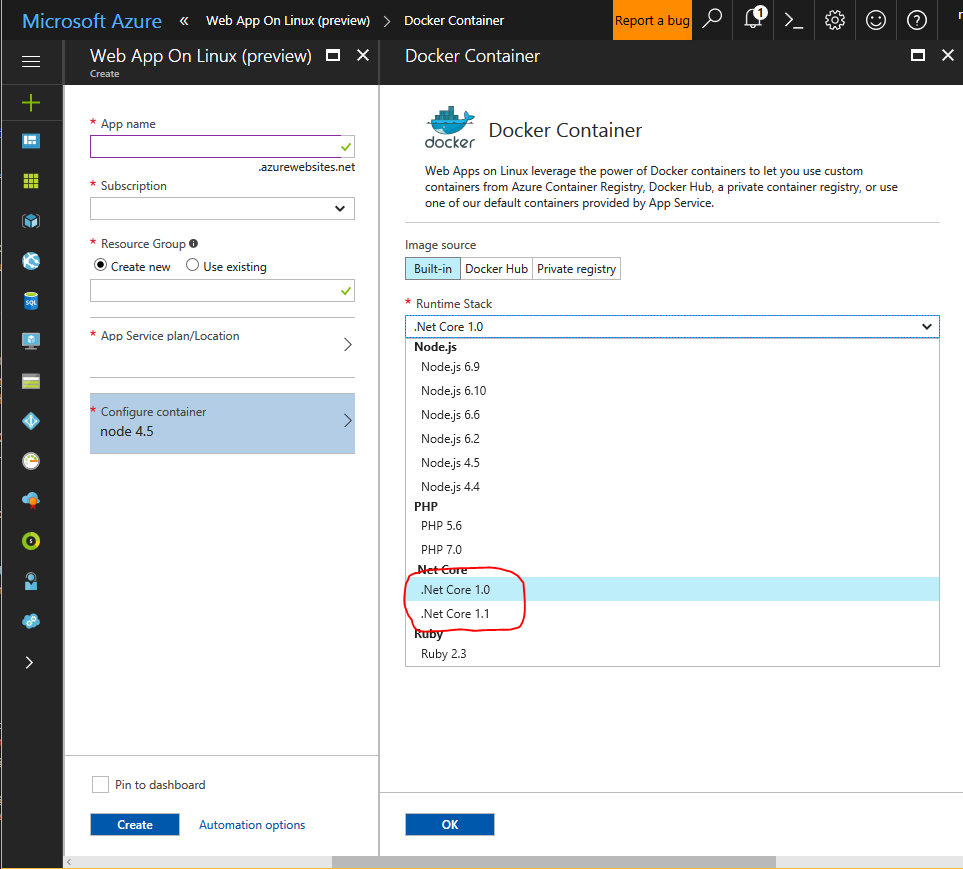 Microsoft Azure « Web App On Linux (preview) > Docker Container Report a bug 1
Web App On Linux (preview)
Create
* App name
.azurewebsites.net
* Subscription
* Resource Group
Create new Use existing
* App Service plan/Location
* Configure container
node 4.5
Pin to dashboard
Create Automation options
Docker Container
docker
Docker Container
Web Apps on Linux leverage the power of Docker containers to let you use custom
containers from Azure Container Registry, Docker Hub, a private container registry, or use
one of our default containers provided by App Service.
Image source
Built-in Docker Hub Private registry
* Runtime Stack
.Net Core 1.0
Node.js
Node.js 6.9
Node.js 6.10
Node.js 6.6
Node.js 6.2
Node.js 4.5
Node.js 4.4
PHP
PHP 5.6
PHP 7.0
.Net Core
.Net Core 1.0
.Net Core 1.1
Ruby
Ruby 2.3
OK